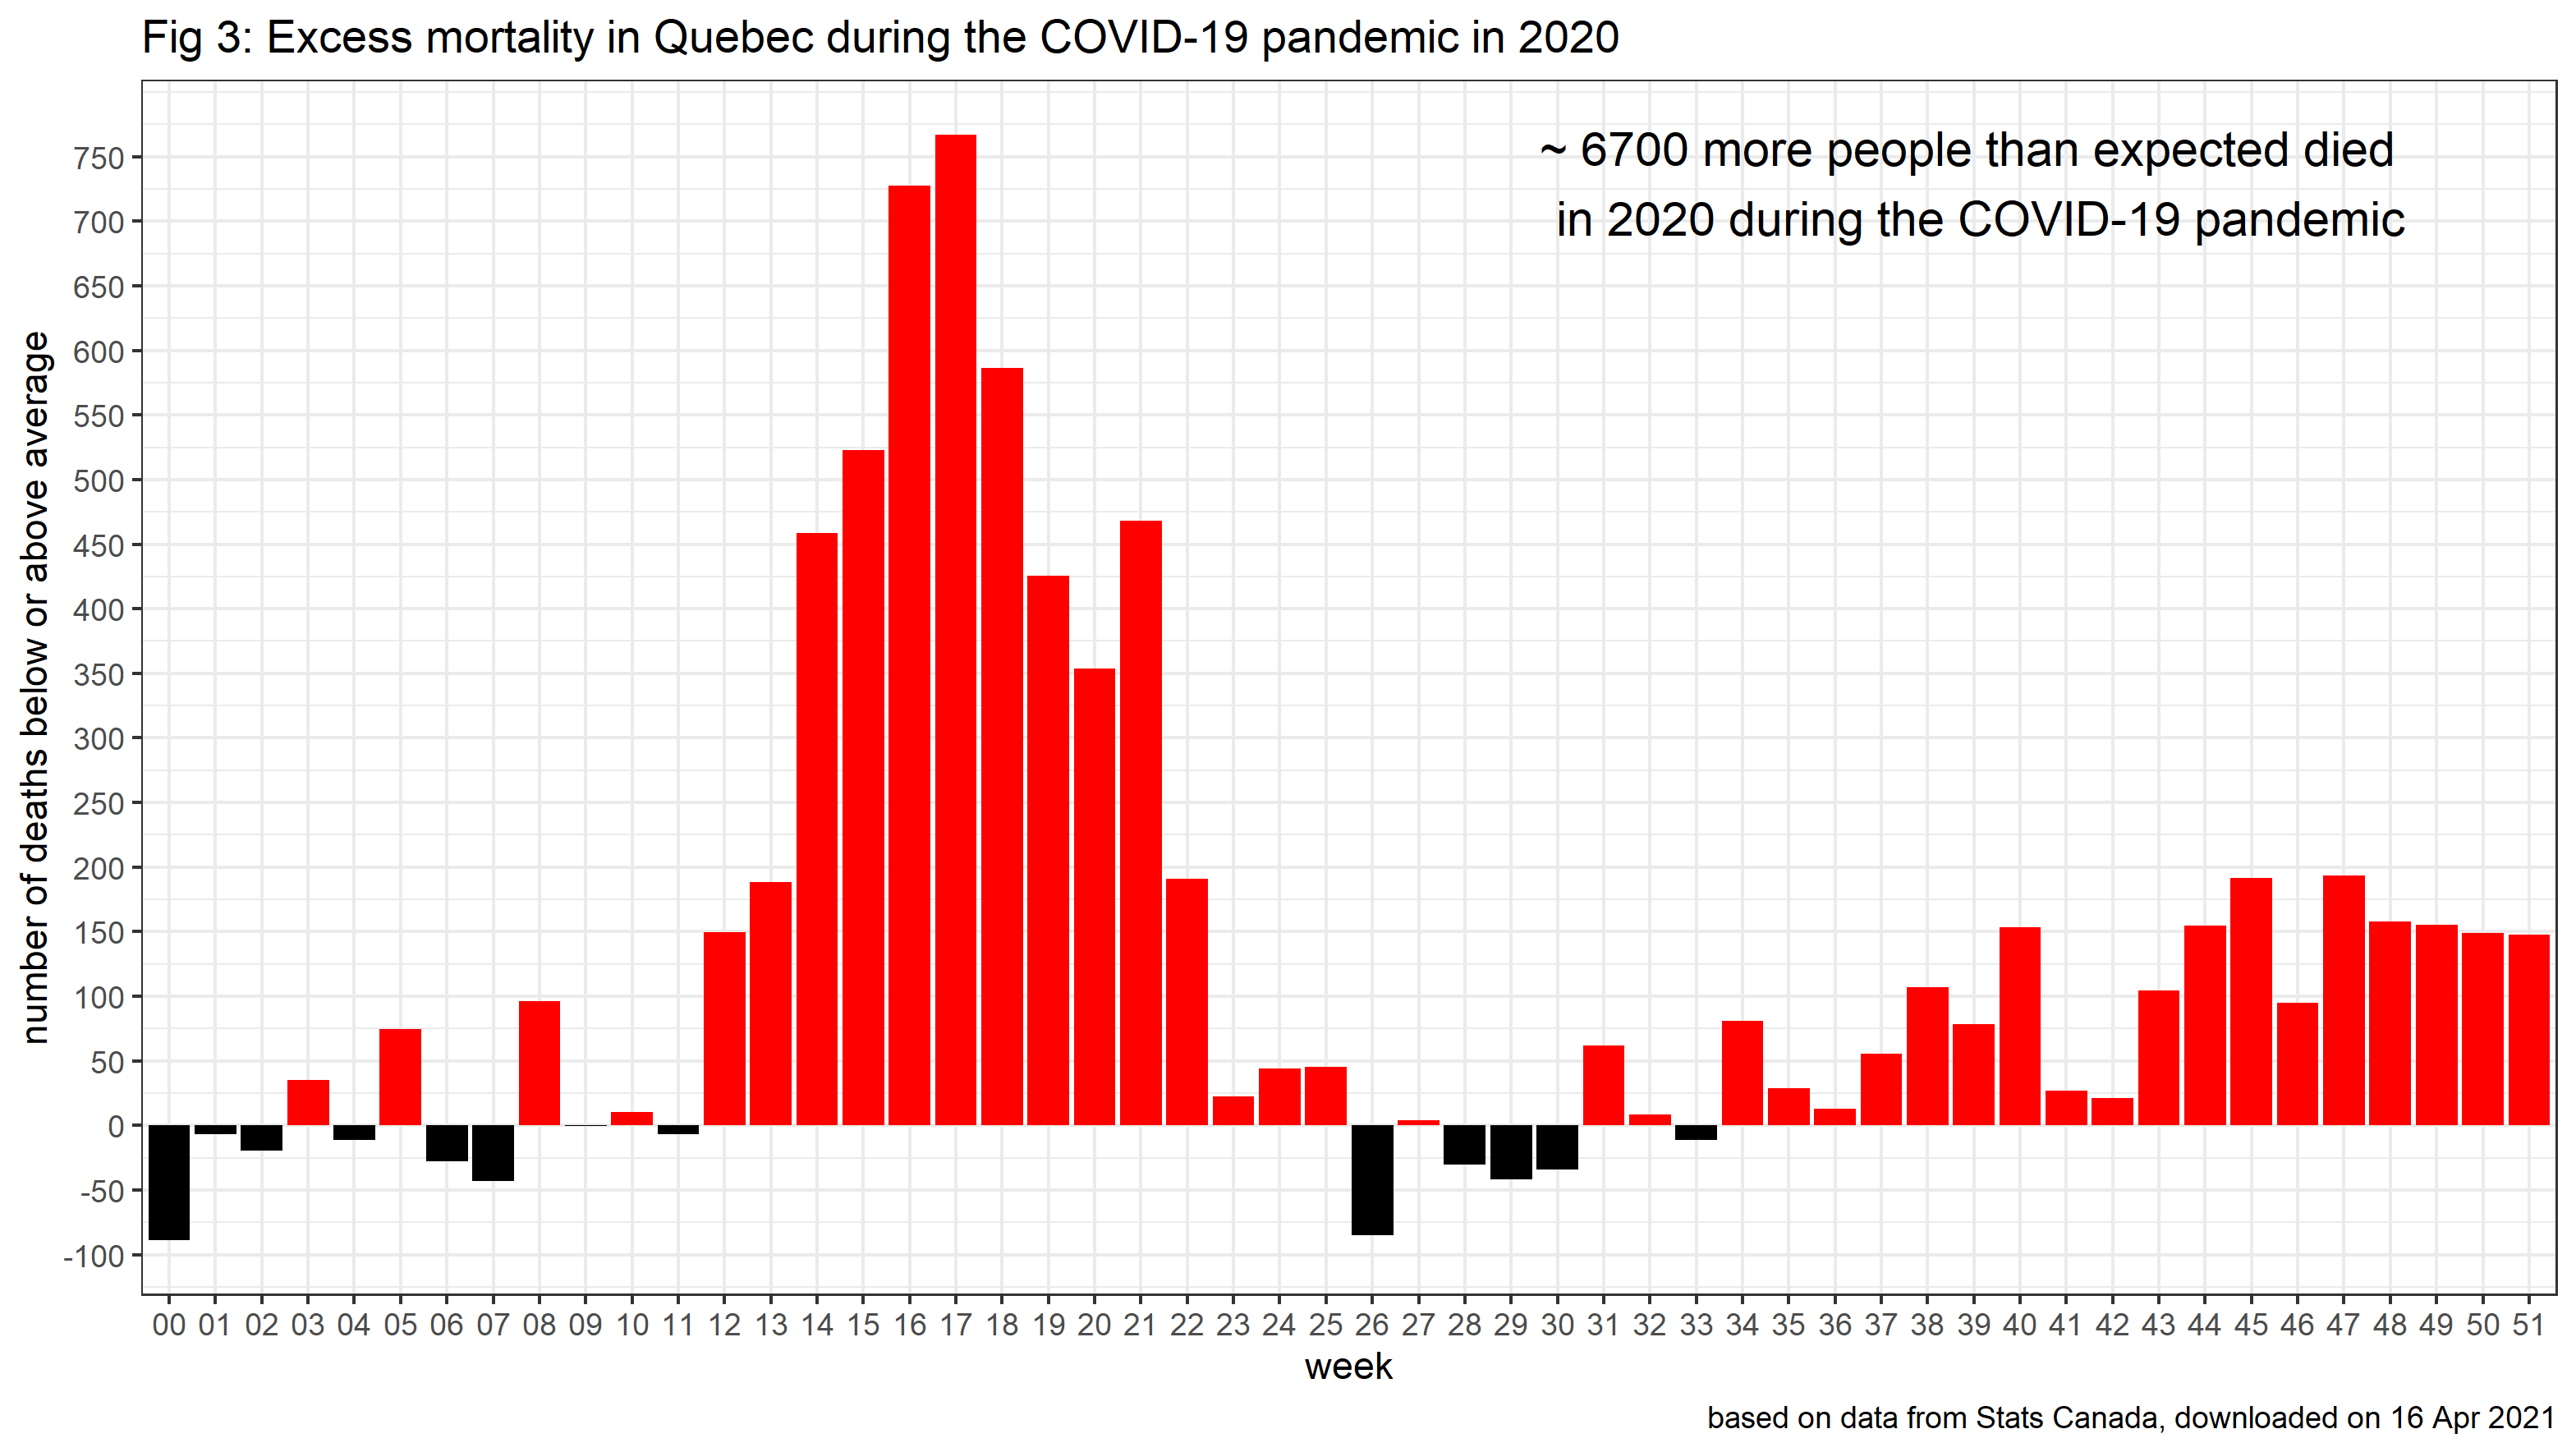 Fig 3: Excess mortality in Quebec during the COVID-19 pandemic in 2020
~ 6700 more people than expected died
in 2020 during the COVID-19 pandemic
number of deaths below or above average
750
700
650
600
550
500
450
400
350
300
250
200
150
100
50
0
-50
-100
00 01 02 03 04 05 06 07 08 09 10 11 12 13 14 15 16 17 18 19 20 21 22 23 24 25 26 27 28 29 30 31 32 33 34 35 36 37 38 39 40 41 42 43 44 45 46 47 48 49 50 51
week
based on data from Stats Canada, downloaded on 16 Apr 2021